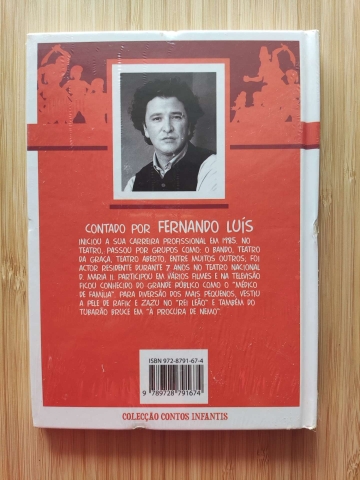 CONTADO POR FERNANDO LUÍS
INICIOU A SUA CARREIRA PROFISSIONAL EM 1985. NO
TEATRO, PASSOU POR GRUPOS COMO: O BANDO, TEATRO
DA GRAÇA, TEATRO ABERTO, ENTRE MUITOS OUTROS; FOI
ACTOR RESIDENTE DURANTE 7 ANOS NO TEATRO NACIONAL
D. MARIA II. PARTICIPOU EM VÁRIOS FILMES E NA TELEVISÃO
FICOU CONHECIDO DO GRANDE PÚBLICO COMO O "MÉDICO
DE FAMÍLIA". PARA DIVERSÃO DOS MAIS PEQUENOS, VESTIU
A PELE DE RAFIK E ZAZU NO "REI LEÃO" E TAMBÉM DO
TUBARÃO BRUCE EM "À PROCURA DE NEMO".
ISBN 972-8791-67-4
9 789728 791674
COLECÇÃO CONTOS INFANTIS